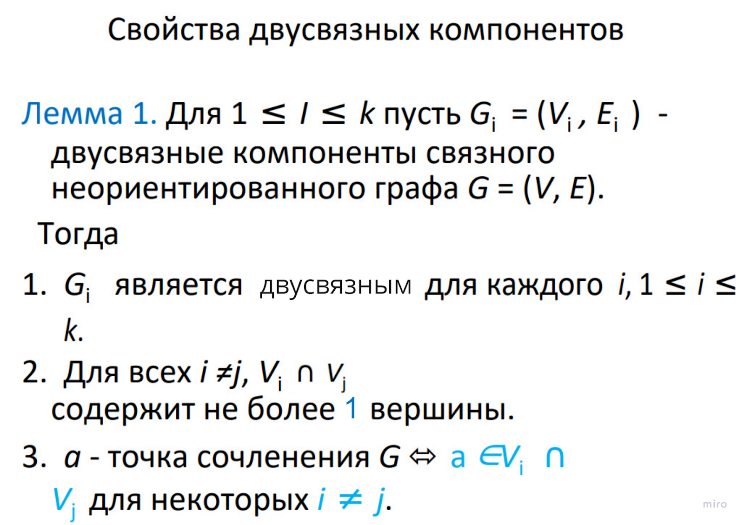 Свойства двусвязных компонентов
Лемма 1. Для 1 ≤ I ≤ k пусть Gi = (Vi , Ei ) -
двусвязные компоненты связного
неориентированного графа G = (V, E).
Тогда
1. Gi является двусвязным для каждого i, 1 ≤ i ≤
k.
2. Для всех i ≠j, Vi ∩ Vj
содержит не более 1 вершины.
3. a - точка сочленения G ⇔ a ∈Vi ∩
Vj для некоторых i ≠ j.
miro